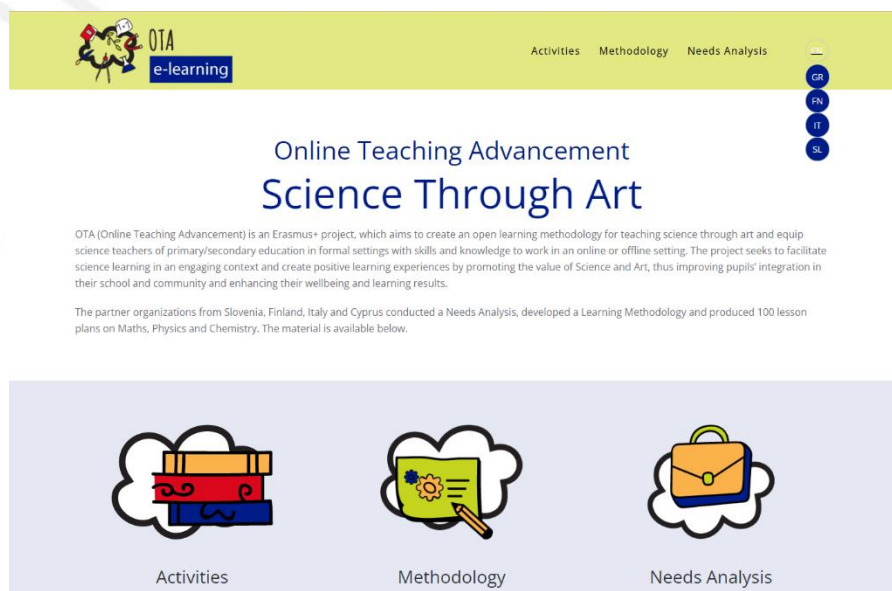 OTA
e-learning
Activities Methodology Needs Analysis
EN
GR
FN
IT
SL
Online Teaching Advancement
Science Through Art
OTA (Online Teaching Advancement) is an Erasmus+ project, which aims to create an open learning methodology for teaching science through art and equip
science teachers of primary/secondary education in formal settings with skills and knowledge to work in an online or offline setting. The project seeks to facilitate
science learning in an engaging context and create positive learning experiences by promoting the value of Science and Art, thus improving pupils' integration in
their school and community and enhancing their wellbeing and learning results.
The partner organizations from Slovenia, Finland, Italy and Cyprus conducted a Needs Analysis, developed a Learning Methodology and produced 100 lesson
plans on Maths, Physics and Chemistry. The material is available below.
Activities Methodology Needs Analysis